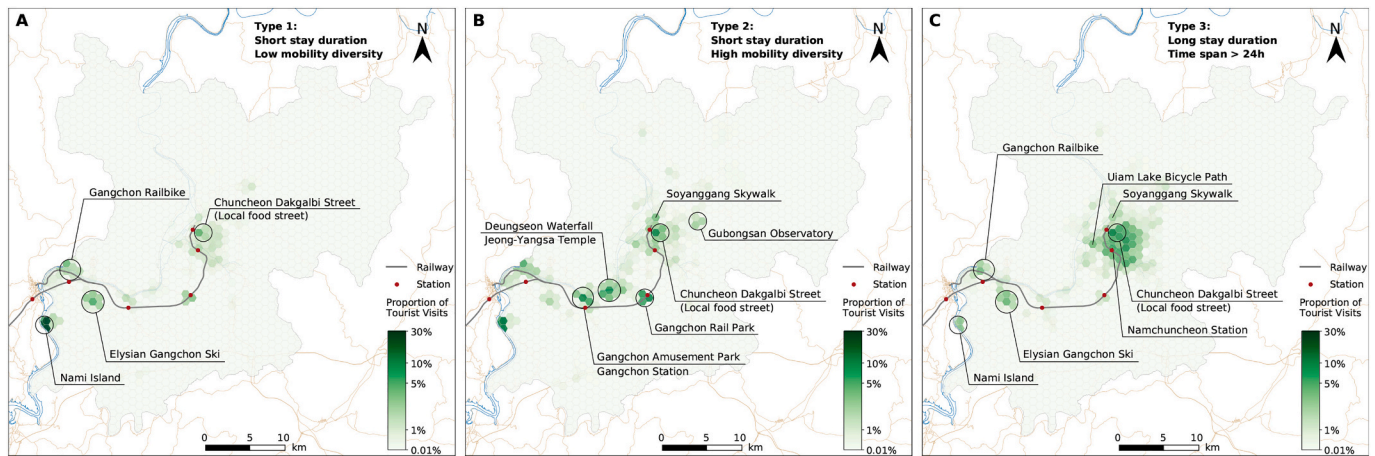 A
Type 1:
Short stay duration
Low mobility diversity
N
Gangchon Railbike
Chuncheon Dakgalbi Street
(Local food street)
Elysian Gangchon Ski
Nami Island
Railway
Station
Proportion of
Tourist Visits
30%
10%
5%
1%
0.01%
0 5 10
km
B
Type 2:
Short stay duration
High mobility diversity
N
Soyanggang Skywalk
Deungseon Waterfall
Jeong-Yangsa Temple
Gubongsan Observatory
Chuncheon Dakgalbi Street
(Local food street)
Gangchon Rail Park
Gangchon Amusement Park
Gangchon Station
Railway
Station
Proportion of
Tourist Visits
30%
10%
5%
1%
0.01%
0 5 10
km
C
Type 3:
Long stay duration
Time span > 24h
N
Gangchon Railbike
Uiam Lake Bicycle Path
Soyanggang Skywalk
Chuncheon Dakgalbi Street
(Local food street)
Namchuncheon Station
Elysian Gangchon Ski
Nami Island
Railway
Station
Proportion of
Tourist Visits
30%
10%
5%
1%
0.01%
0 5 10
km